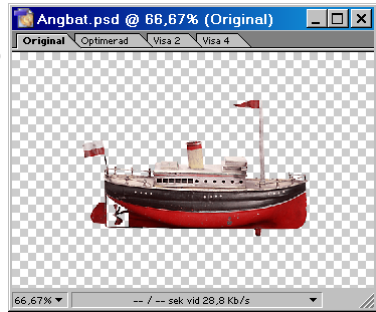 Angbat.psd @ 66,67% (Original)
Original Optimerad Visa 2 Visa 4
66,67% -- / -- sek vid 28,8 Kb/s